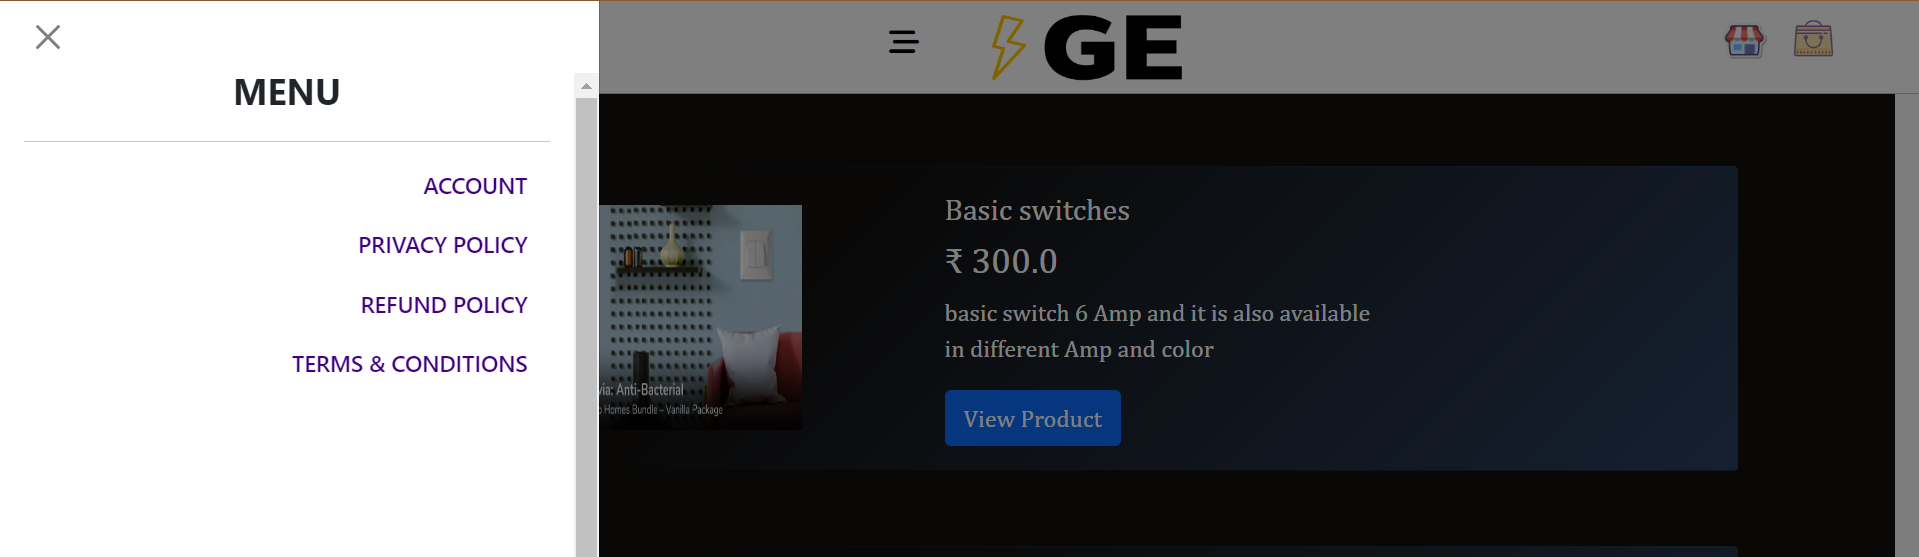 MENU
ACCOUNT
PRIVACY POLICY
REFUND POLICY
TERMS & CONDITIONS
GE
Basic switches
₹ 300.0
basic switch 6 Amp and it is also available
in different Amp and color
View Product
Anti-Bacterial
Homes Bundle – Vanilla Package